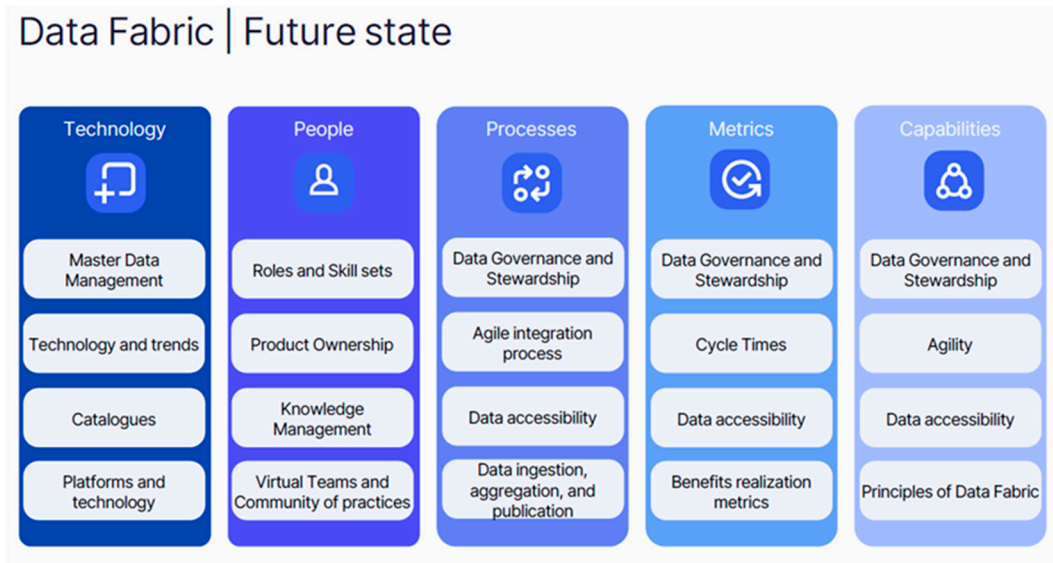 Data Fabric | Future state
Technology
Master Data
Management
Technology and trends
Catalogues
Platforms and
technology
People
Roles and Skill sets
Product Ownership
Knowledge
Management
Virtual Teams and
Community of practices
Processes
Data Governance and
Stewardship
Agile integration
process
Data accessibility
Data ingestion,
aggregation, and
publication
Metrics
Data Governance and
Stewardship
Cycle Times
Data accessibility
Benefits realization
metrics
Capabilities
Data Governance and
Stewardship
Agility
Data accessibility
Principles of Data Fabric